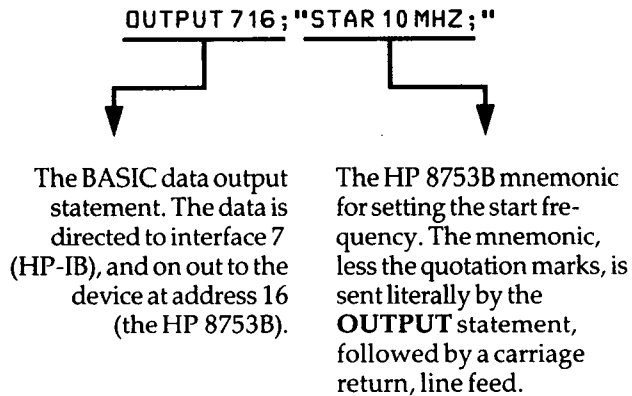 OUTPUT 716;"STAR 10 MHZ;"
The BASIC data output
statement. The data is
directed to interface 7
(HP-IB), and on out to the
device at address 16
(the HP 8753B).
The HP 8753B mnemonic
for setting the start fre-
quency. The mnemonic,
less the quotation marks, is
sent literally by the
OUTPUT statement,
followed by a carriage
return, line feed.